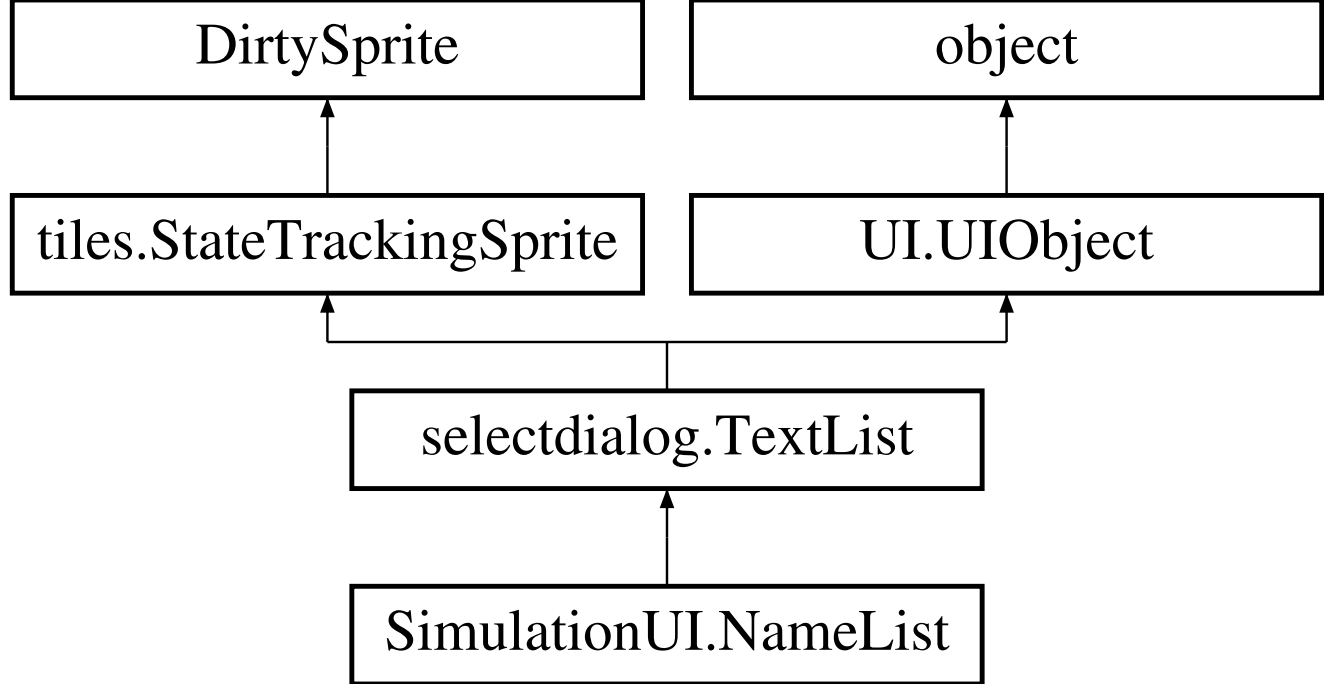 DirtySprite
object
tiles.StateTrackingSprite
UI.UIObject
selectdialog.TextList
SimulationUI.NameList